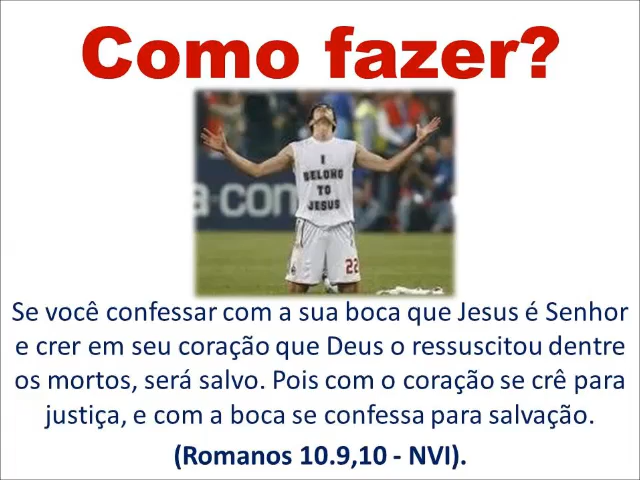 Como fazer?
I
BELONG
TO
JESUS
a-con
22
Se você confessar com a sua boca que Jesus é Senhor
e crer em seu coração que Deus o ressuscitou dentre
os mortos, será salvo. Pois com o coração se crê para
justiça, e com a boca se confessa para salvação.
(Romanos 10.9,10 - NVI).